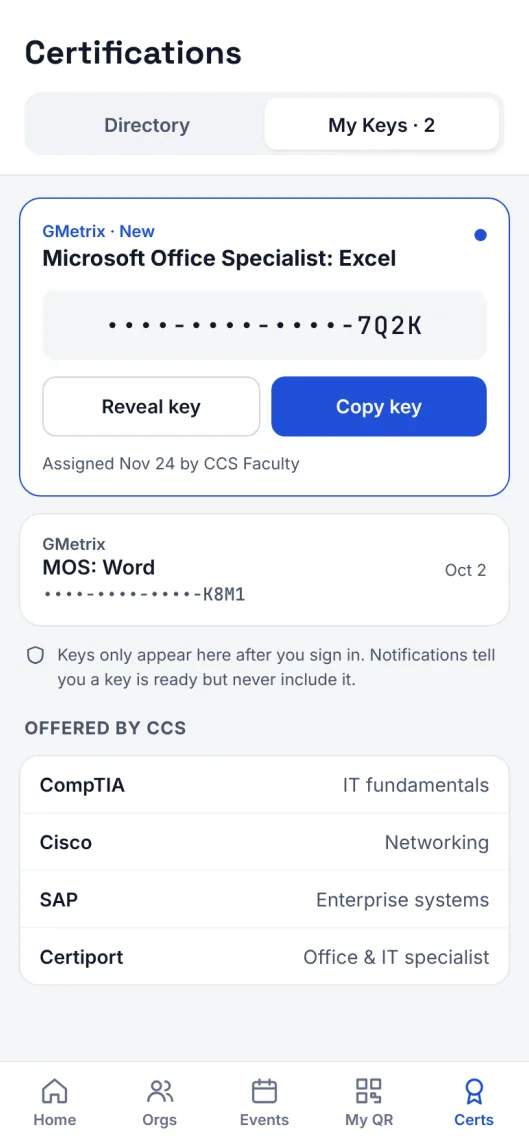 Certifications
Directory
My Keys · 2
GMetrix · New
Microsoft Office Specialist: Excel
••••-••••-••••-7Q2K
Reveal key
Copy key
Assigned Nov 24 by CCS Faculty
GMetrix
MOS: Word
Oct 2
••••-••••-••••-K8M1
Keys only appear here after you sign in. Notifications tell
you a key is ready but never include it.
OFFERED BY CCS
CompTIA
IT fundamentals
Cisco
Networking
SAP
Enterprise systems
Certiport
Office & IT specialist
Home
Orgs
Events
My QR
Certs